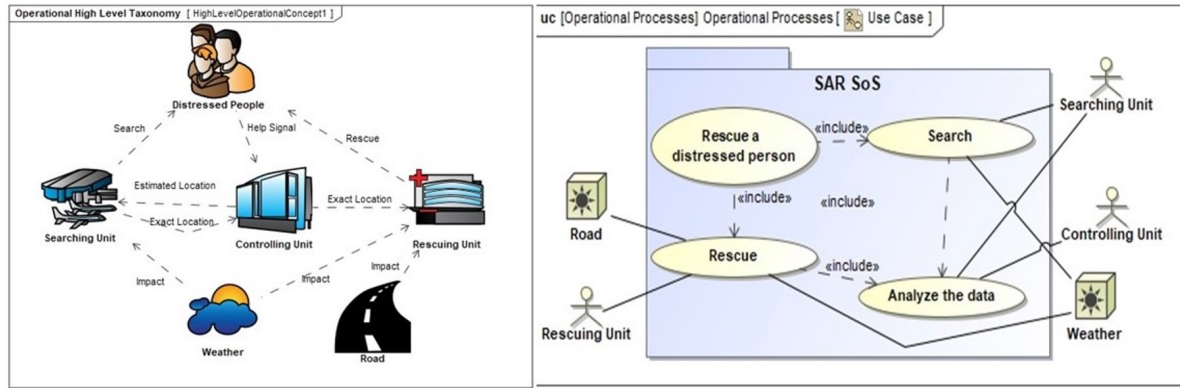 Operational High Level Taxonomy [ HighLevelOperationalConcept1 ]
Distressed People
Search
Help Signal
Rescue
Estimated Location
Exact Location
Exact Location
Searching Unit
Controlling Unit
Rescuing Unit
Impact
Impact
Impact
Weather
Road
uc [Operational Processes] Operational Processes [ Use Case ]
SAR SoS
Searching Unit
Rescue a
distressed person
«include»
Search
«include»
«include»
Road
Controlling Unit
Rescue
«include»
Analyze the data
Rescuing Unit
Weather